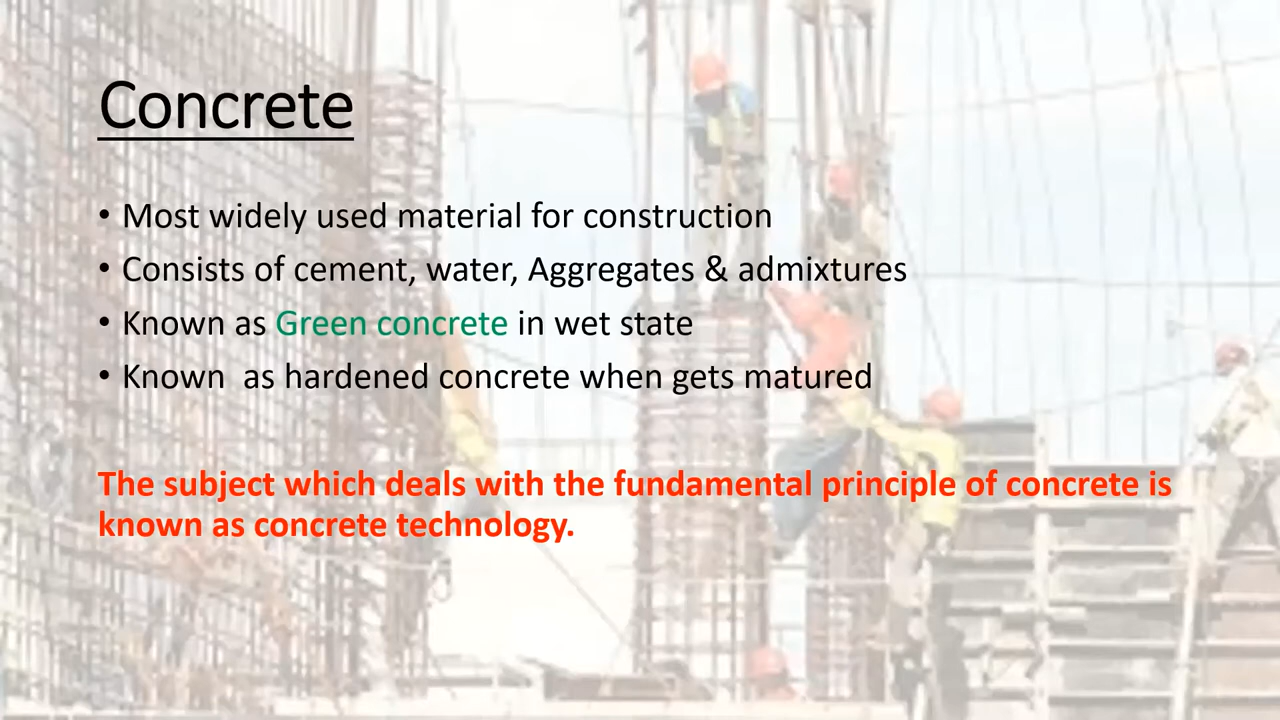 Concrete
• Most widely used material for construction
• Consists of cement, water, Aggregates & admixtures
• Known as Green concrete in wet state
• Known  as hardened concrete when gets matured
The subject which deals with the fundamental principle of concrete is
known as concrete technology.